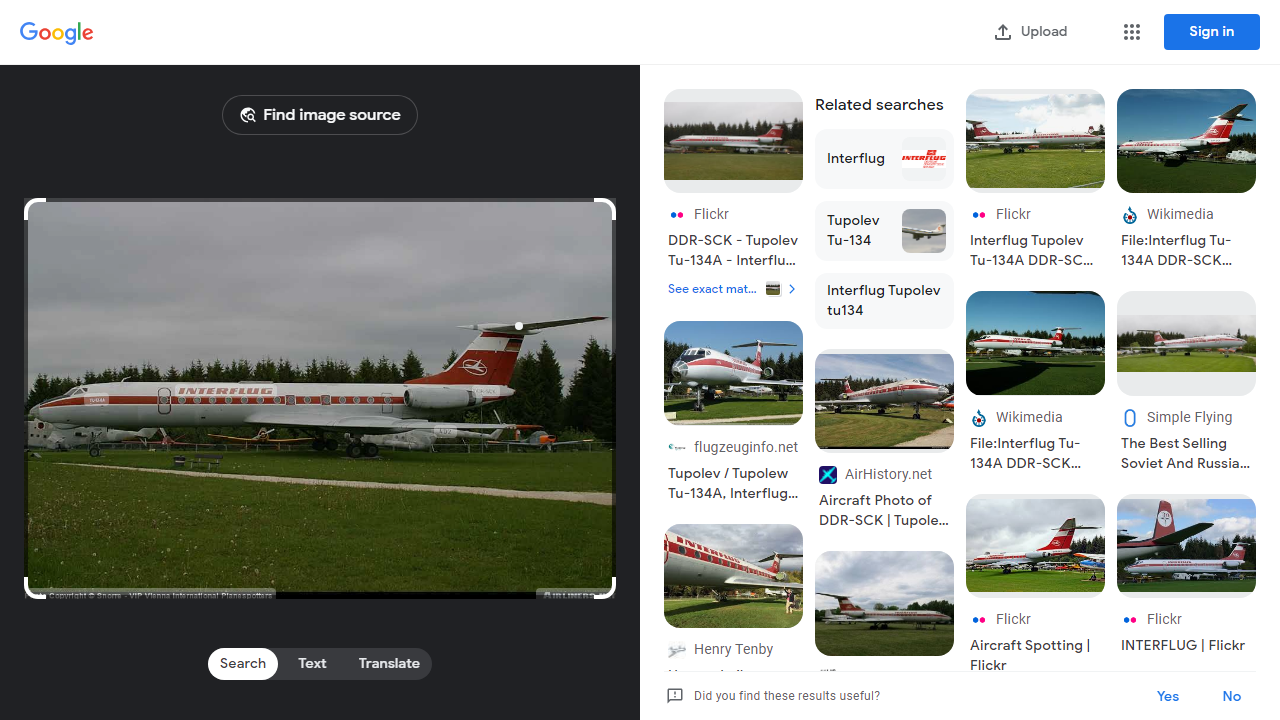 Google
Upload
Sign in
Find image source
INTERFLUG
TU-134A
Copyright © Snorre - VIP Vienna International Planespotters
AIRLINERS
Search
Text
Translate
Flickr
DDR-SCK - Tupolev
Tu-134A - Interflu...
See exact mat...
flugzeuginfo.net
Tupolev / Tupolew
Tu-134A, Interflug...
Henry Tenby
Related searches
Interflug
INTERFLUG
Tupolev
Tu-134
Interflug Tupolev
tu134
AirHistory.net
Aircraft Photo of
DDR-SCK | Tupole...
Flickr
Interflug Tupolev
Tu-134A DDR-SC...
Wikimedia
File:Interflug Tu-
134A DDR-SCK...
Flickr
Aircraft Spotting |
Flickr
Wikimedia
File:Interflug Tu-
134A DDR-SCK...
Simple Flying
The Best Selling
Soviet And Russia...
Flickr
INTERFLUG | Flickr
Did you find these results useful?
Yes
No